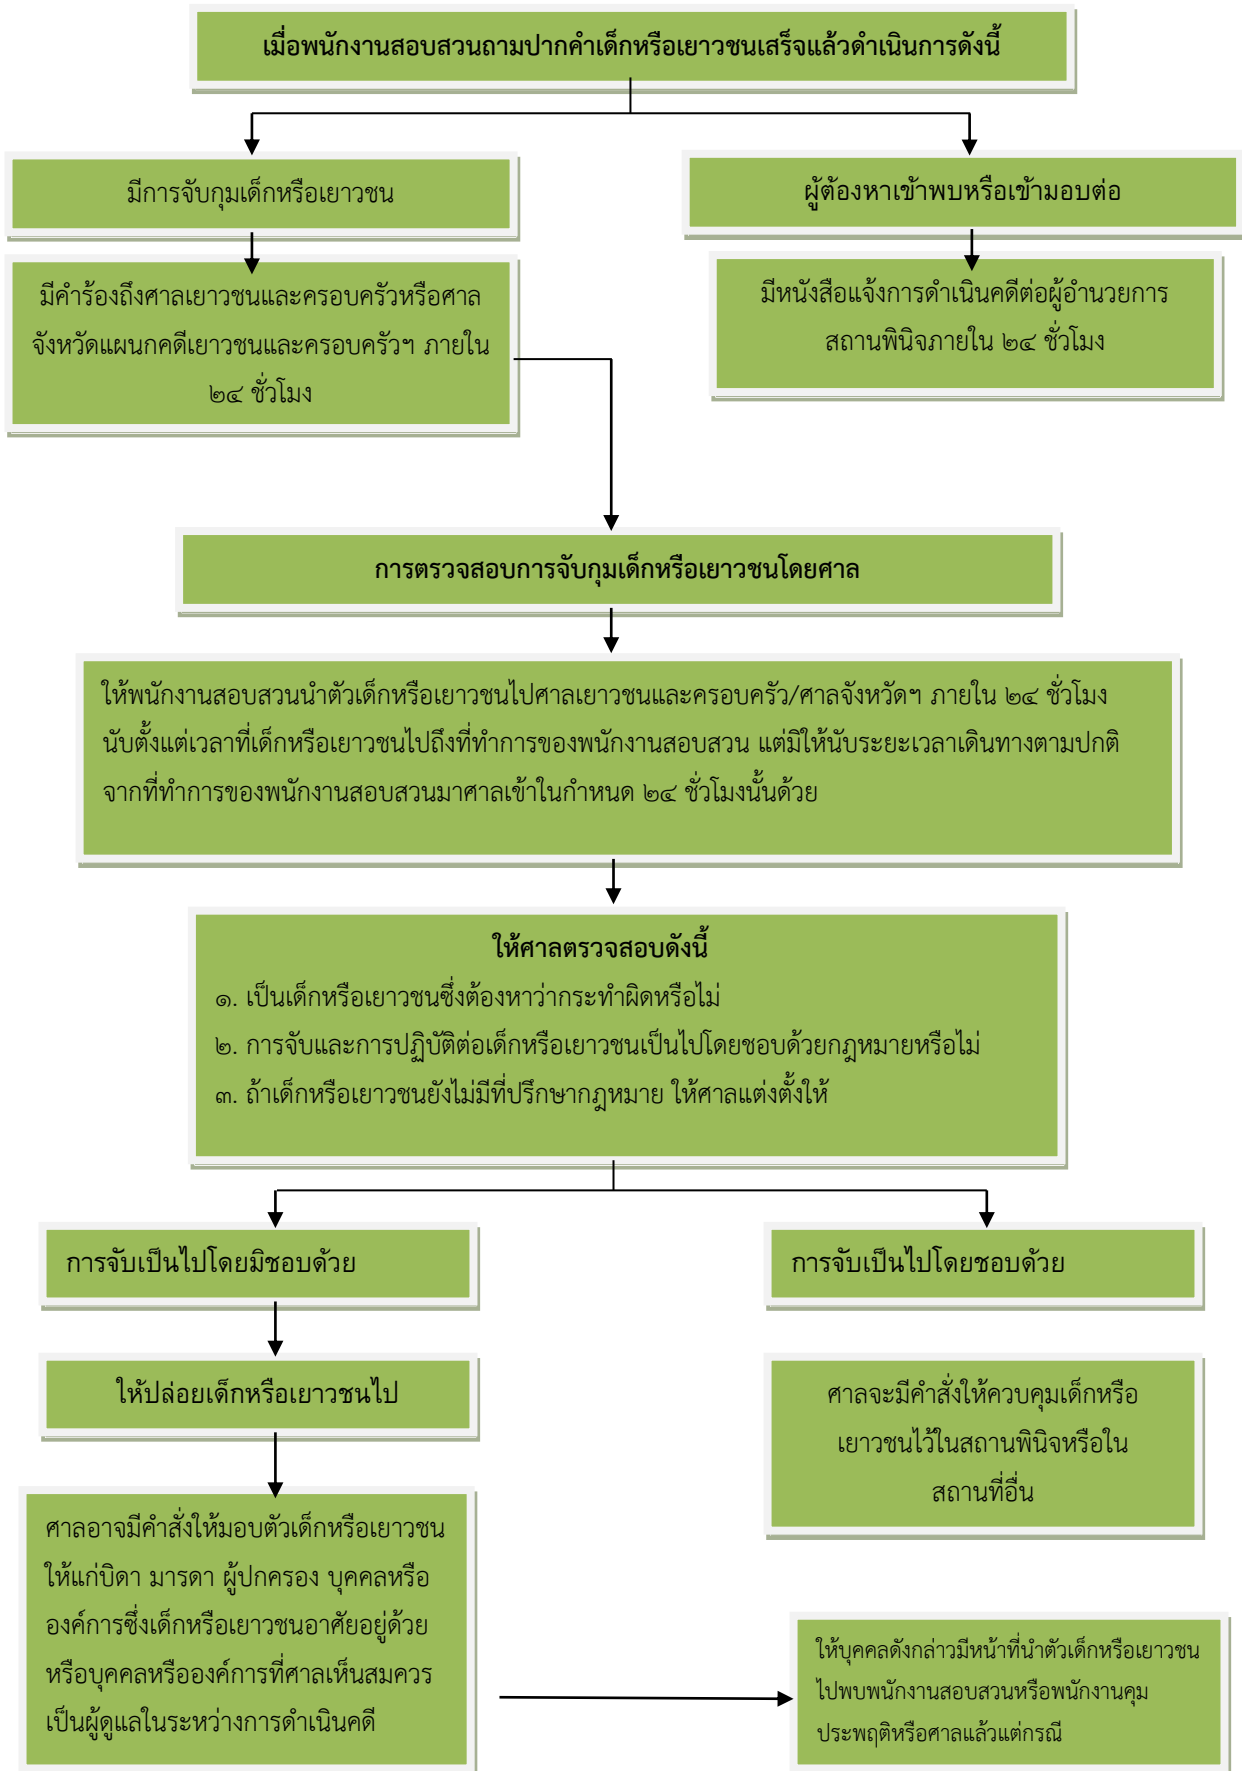 เมื่อพนักงานสอบสวนถามปากคำเด็กหรือเยาวชนเสร็จแล้วดำเนินการดังนี้
มีการจับกุมเด็กหรือเยาวชน
ผู้ต้องหาเข้าพบหรือเข้ามอบต่อ
มีคำร้องถึงศาลเยาวชนและครอบครัวหรือศาล
จังหวัดแผนกคดีเยาวชนและครอบครัวฯ ภายใน
๒๔ ชั่วโมง
มีหนังสือแจ้งการดำเนินคดีต่อผู้อำนวยการ
สถานพินิจภายใน ๒๔ ชั่วโมง
การตรวจสอบการจับกุมเด็กหรือเยาวชนโดยศาล
ให้พนักงานสอบสวนนำตัวเด็กหรือเยาวชนไปศาลเยาวชนและครอบครัว/ศาลจังหวัดฯ ภายใน ๒๔ ชั่วโมง
นับตั้งแต่เวลาที่เด็กหรือเยาวชนไปถึงที่ทำการของพนักงานสอบสวน แต่มิให้นับระยะเวลาเดินทางตามปกติ
จากที่ทำการของพนักงานสอบสวนมาศาลเข้าในกำหนด ๒๔ ชั่วโมงนั้นด้วย
ให้ศาลตรวจสอบดังนี้
๑. เป็นเด็กหรือเยาวชนซึ่งต้องหาว่ากระทำผิดหรือไม่
๒. การจับและการปฏิบัติต่อเด็กหรือเยาวชนเป็นไปโดยชอบด้วยกฎหมายหรือไม่
๓. ถ้าเด็กหรือเยาวชนยังไม่มีที่ปรึกษากฎหมาย ให้ศาลแต่งตั้งให้
การจับเป็นไปโดยมิชอบด้วย
การจับเป็นไปโดยชอบด้วย
ให้ปล่อยเด็กหรือเยาวชนไป
ศาลจะมีคำสั่งให้ควบคุมเด็กหรือ
เยาวชนไว้ในสถานพินิจหรือใน
สถานที่อื่น
ศาลอาจมีคำสั่งให้มอบตัวเด็กหรือเยาวชน
ให้แก่บิดา มารดา ผู้ปกครอง บุคคลหรือ
องค์การซึ่งเด็กหรือเยาวชนอาศัยอยู่ด้วย
หรือบุคคลหรือองค์การที่ศาลเห็นสมควร
เป็นผู้ดูแลในระหว่างการดำเนินคดี
ให้บุคคลดังกล่าวมีหน้าที่นำตัวเด็กหรือเยาวชน
ไปพบพนักงานสอบสวนหรือพนักงานคุม
ประพฤติหรือศาลแล้วแต่กรณี